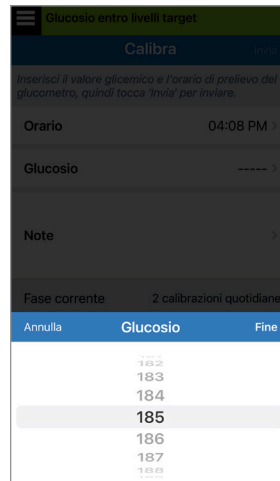 Glucosio entro livelli target
Calibra Invia
Inserisci il valore glicemico e l'orario di prelievo del
glucometro, quindi tocca 'Invia' per inviare.
Orario 04:08 PM >
Glucosio ----- >
Note >
Fase corrente 2 calibrazioni quotidiane
Annulla Glucosio Fine
182
183
184
185
186
187
188